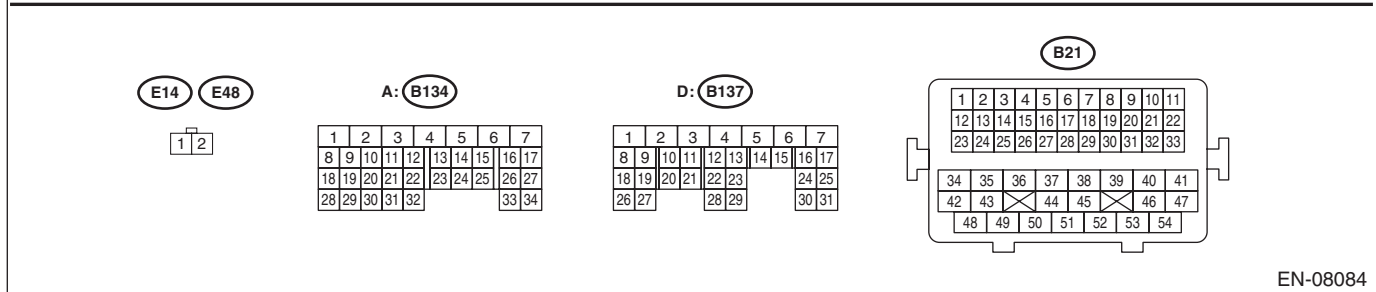 B21
E14 E48 A: B134 D: B137
1 2
1 2 3 4 5 6 7
8 9 10 11 12 13 14 15 16 17
18 19 20 21 22 23 24 25 26 27
28 29 30 31 32 33 34
1 2 3 4 5 6 7
8 9 10 11 12 13 14 15 16 17
18 19 20 21 22 23 24 25
26 27 28 29 30 31
1 2 3 4 5 6 7 8 9 10 11
12 13 14 15 16 17 18 19 20 21 22
23 24 25 26 27 28 29 30 31 32 33
34 35 36 37 38 39 40 41
42 43 44 45 46 47
48 49 50 51 52 53 54
EN-08084